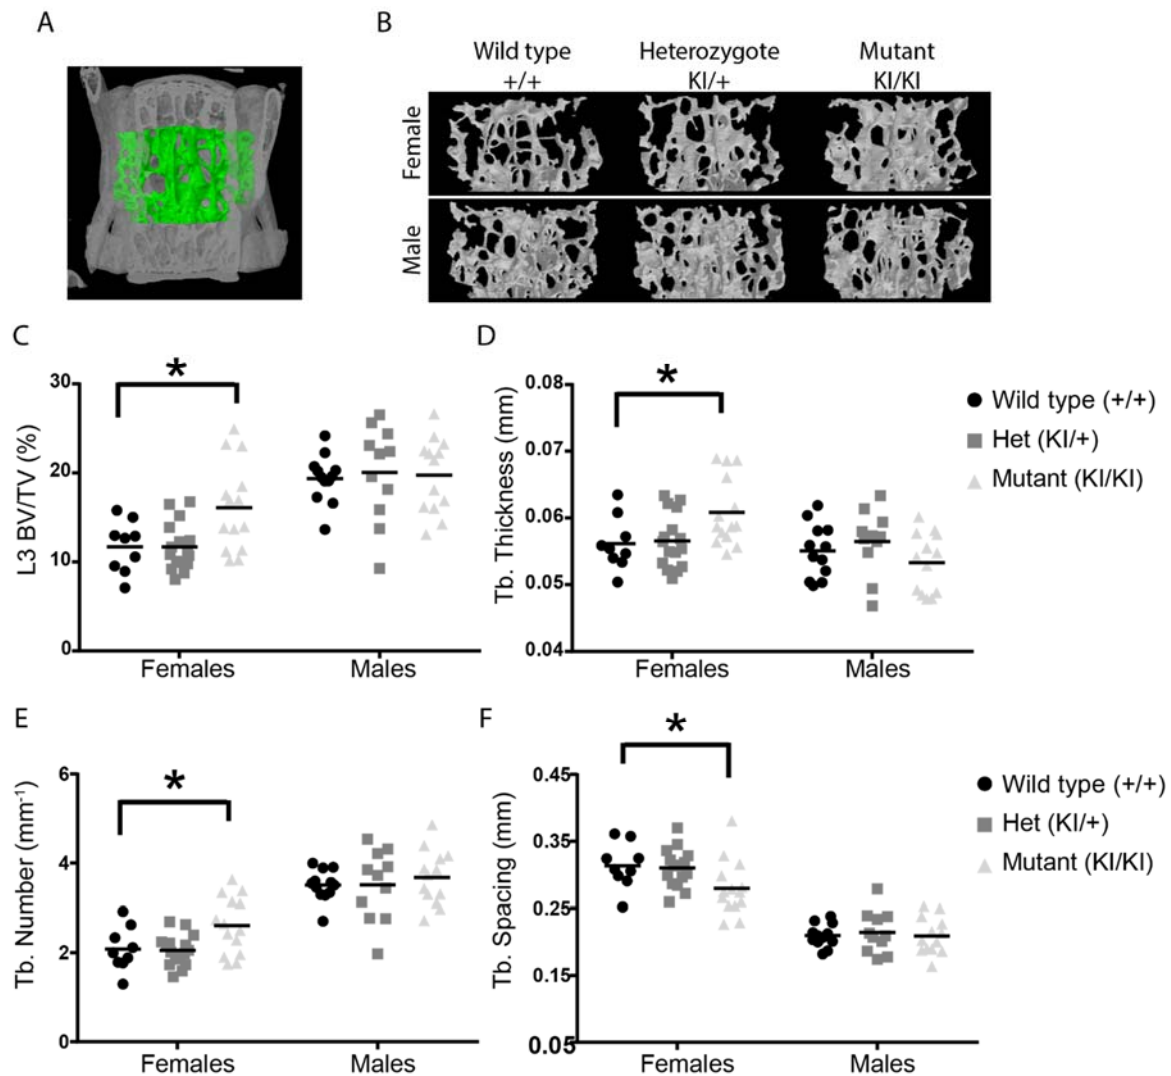 A
B
Wild type
+/+
Heterozygote
KI/+
Mutant
KI/KI
Female
Male
C
*
L3 BV/TV (%)
30
20
10
0
Females
Males
D
*
Tb. Thickness (mm)
0.08
0.07
0.06
0.05
0.04
Females
Males
Wild type (+/+)
Het (KI/+)
Mutant (KI/KI)
E
*
Tb. Number (mm⁻¹)
6
4
2
0
Females
Males
F
*
Tb. Spacing (mm)
0.45
0.35
0.25
0.15
0.05
Females
Males
Wild type (+/+)
Het (KI/+)
Mutant (KI/KI)